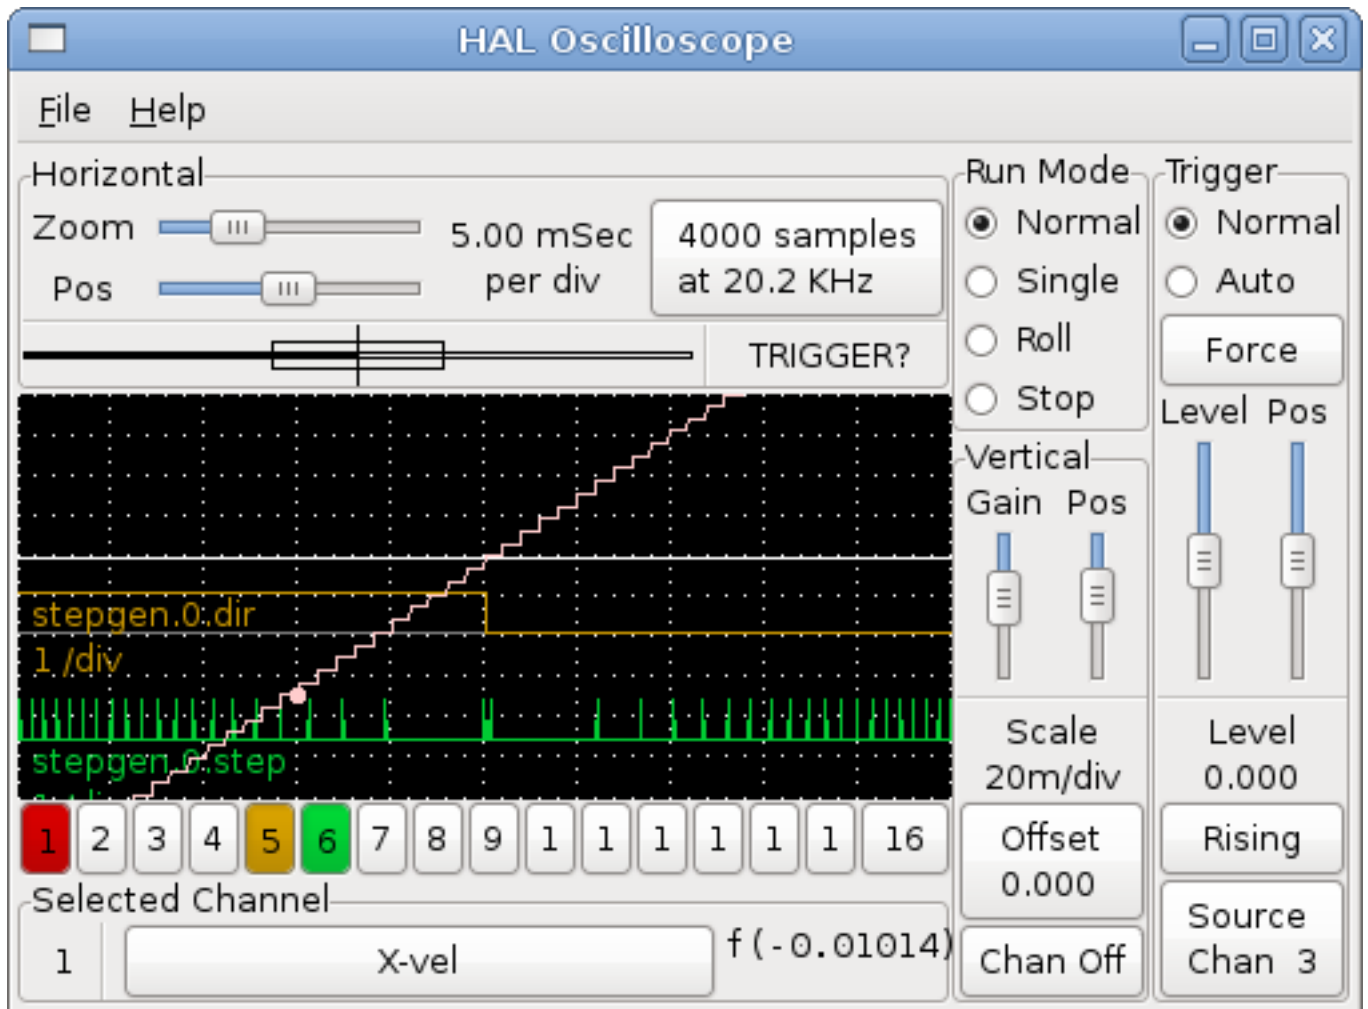 HAL Oscilloscope
File Help
Horizontal
Zoom
Pos
5.00 mSec
per div
4000 samples
at 20.2 KHz
TRIGGER?
Run Mode
Normal
Single
Roll
Stop
Trigger
Normal
Auto
Force
Level Pos
Vertical
Gain Pos
stepgen.0.dir
1 /div
stepgen.0.step
Scale
20m/div
Level
0.000
1 2 3 4 5 6 7 8 9 1 1 1 1 1 1 16
Offset
0.000
Rising
Selected Channel
1 X-vel f(-0.01014)
Chan Off
Source
Chan 3